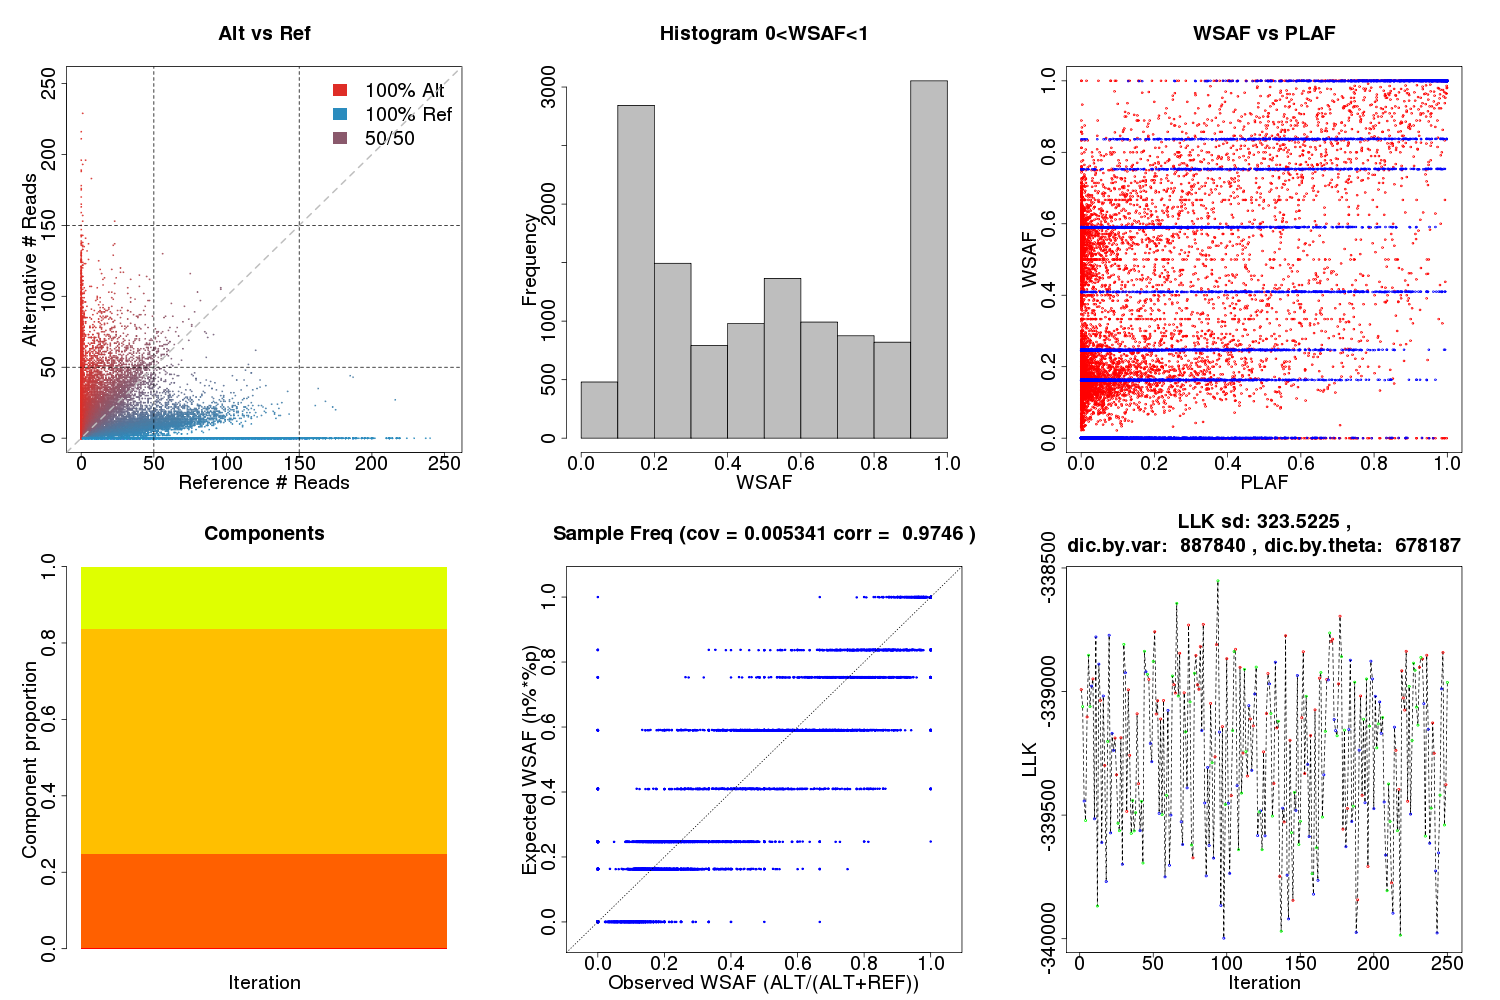 Alt vs Ref
100% Alt
100% Ref
50/50
Alternative # Reads
0 50 100 150 200 250
0 50 100 150 200 250
Reference # Reads
Histogram 0<WSAF<1
Frequency
0 500 1000 2000 3000
0.0 0.2 0.4 0.6 0.8 1.0
WSAF
WSAF vs PLAF
WSAF
0.0 0.2 0.4 0.6 0.8 1.0
0.0 0.2 0.4 0.6 0.8 1.0
PLAF
Components
Component proportion
0.0 0.2 0.4 0.6 0.8 1.0
Iteration
Sample Freq (cov = 0.005341 corr = 0.9746 )
Expected WSAF (h%*%p)
0.0 0.2 0.4 0.6 0.8 1.0
0.0 0.2 0.4 0.6 0.8 1.0
Observed WSAF (ALT/(ALT+REF))
LLK sd: 323.5225 ,
dic.by.var: 887840 , dic.by.theta: 678187
LLK
-340000 -339500 -339000 -338500
0 50 100 150 200 250
Iteration